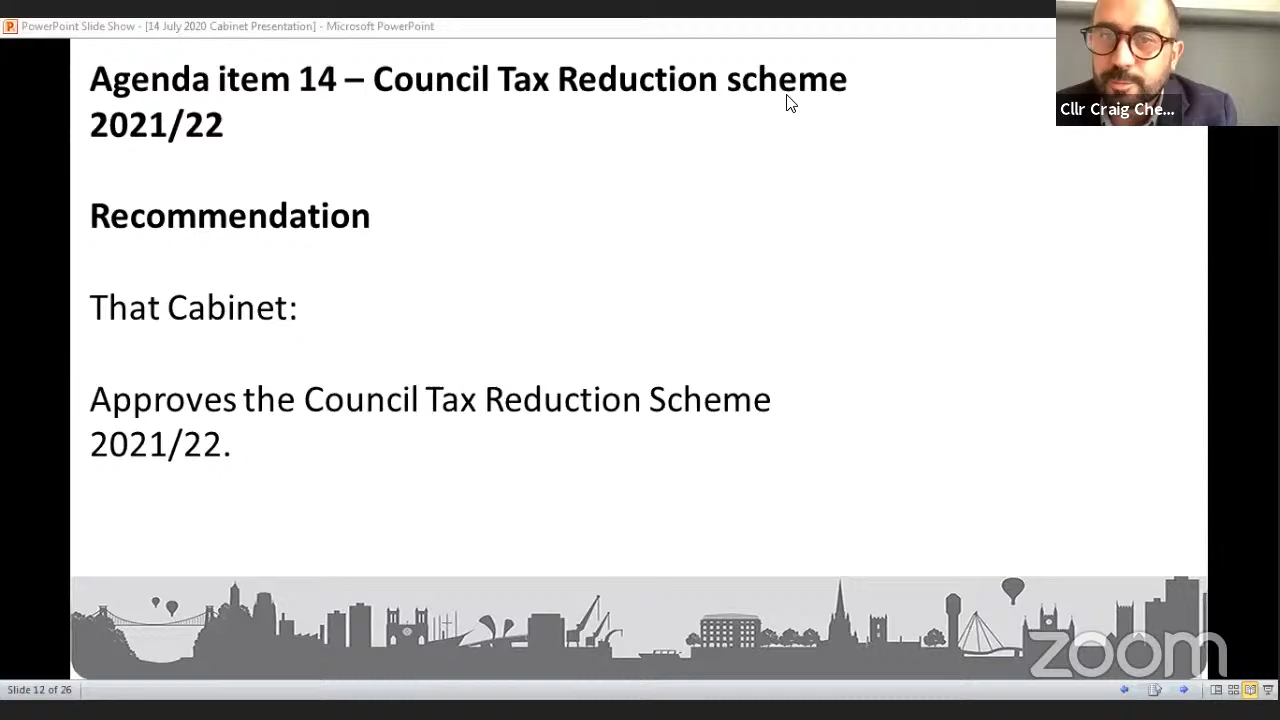 PowerPoint Slide Show - [14 July 2020 Cabinet Presentation] - Microsoft PowerPoint
Agenda item 14 – Council Tax Reduction scheme
2021/22
Cllr Craig Che...
Recommendation
That Cabinet:
Approves the Council Tax Reduction Scheme
2021/22.
zoom
Slide 12 of 26